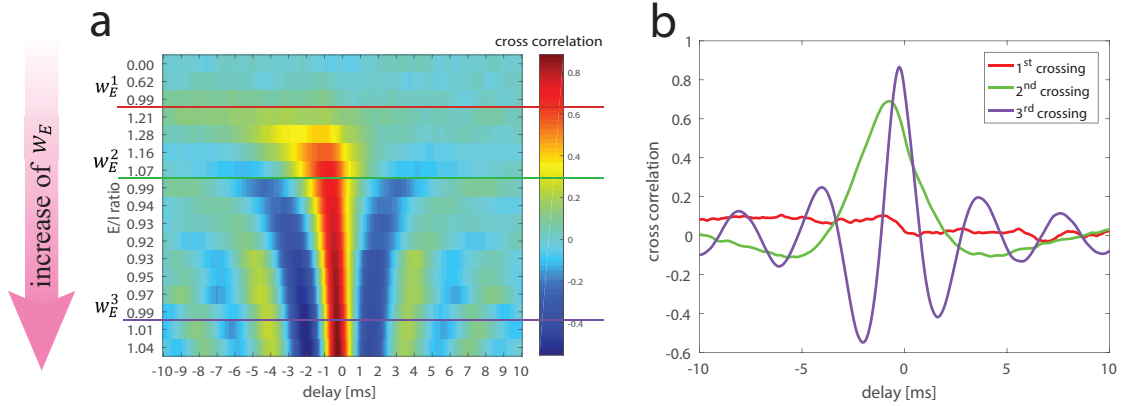 a
b
increase of w_E
cross correlation
w_E^1
w_E^2
w_E^3
E/I ratio
0.00
0.62
0.99
1.21
1.28
1.16
1.07
0.99
0.94
0.93
0.92
0.93
0.95
0.97
0.99
1.01
1.04
-10 -9 -8 -7 -6 -5 -4 -3 -2 -1 0 1 2 3 4 5 6 7 8 9 10
delay [ms]
0.8
0.6
0.4
0.2
0
-0.2
-0.4
cross correlation
1
0.8
0.6
0.4
0.2
0
-0.2
-0.4
-0.6
1st crossing
2nd crossing
3rd crossing
-10 -5 0 5 10
delay [ms]